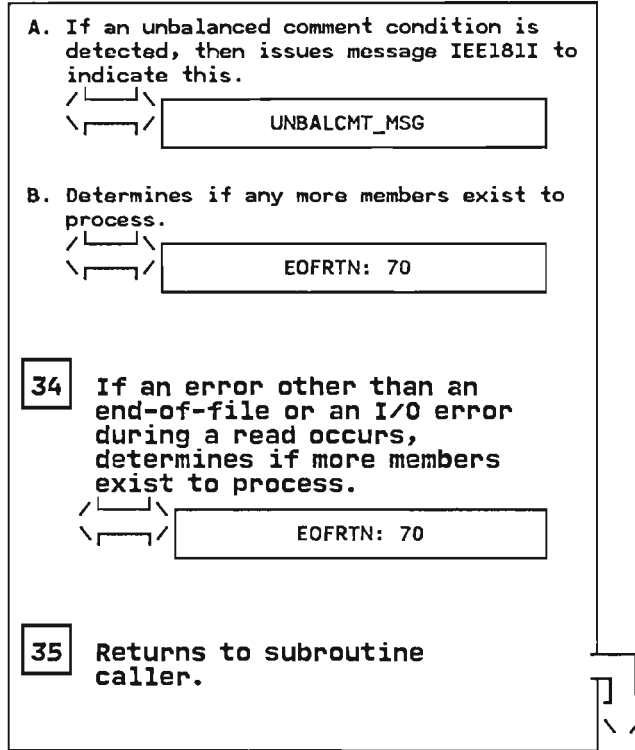 A. If an unbalanced comment condition is
detected, then issues message IEE181I to
indicate this.
UNBALCMT_MSG
B. Determines if any more members exist to
process.
EOFRTN: 70
34 If an error other than an
end-of-file or an I/O error
during a read occurs,
determines if more members
exist to process.
EOFRTN: 70
35 Returns to subroutine
caller.